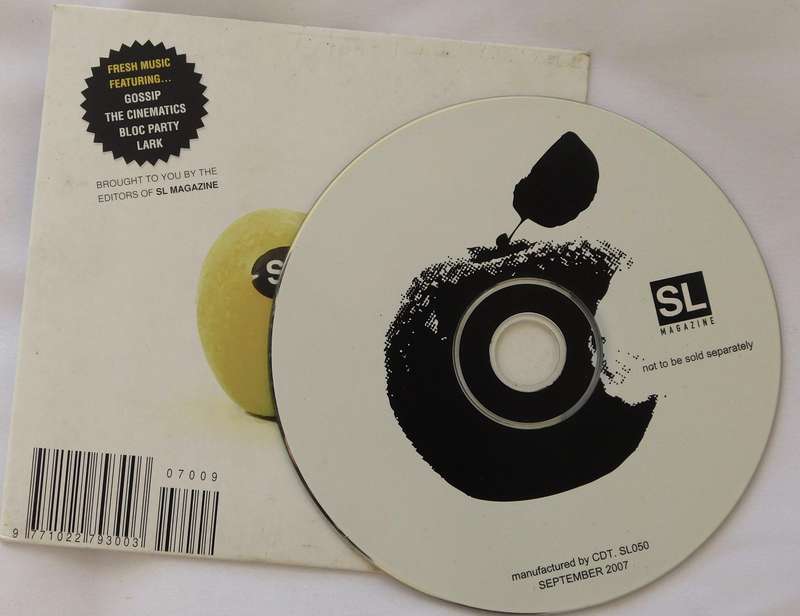 FRESH MUSIC
FEATURING...
GOSSIP
THE CINEMATICS
BLOC PARTY
LARK
BROUGHT TO YOU BY THE
EDITORS OF SL MAGAZINE
S
SL
MAGAZINE
not to be sold separately
07009
9 771022 793003
manufactured by CDT. SL050
SEPTEMBER 2007